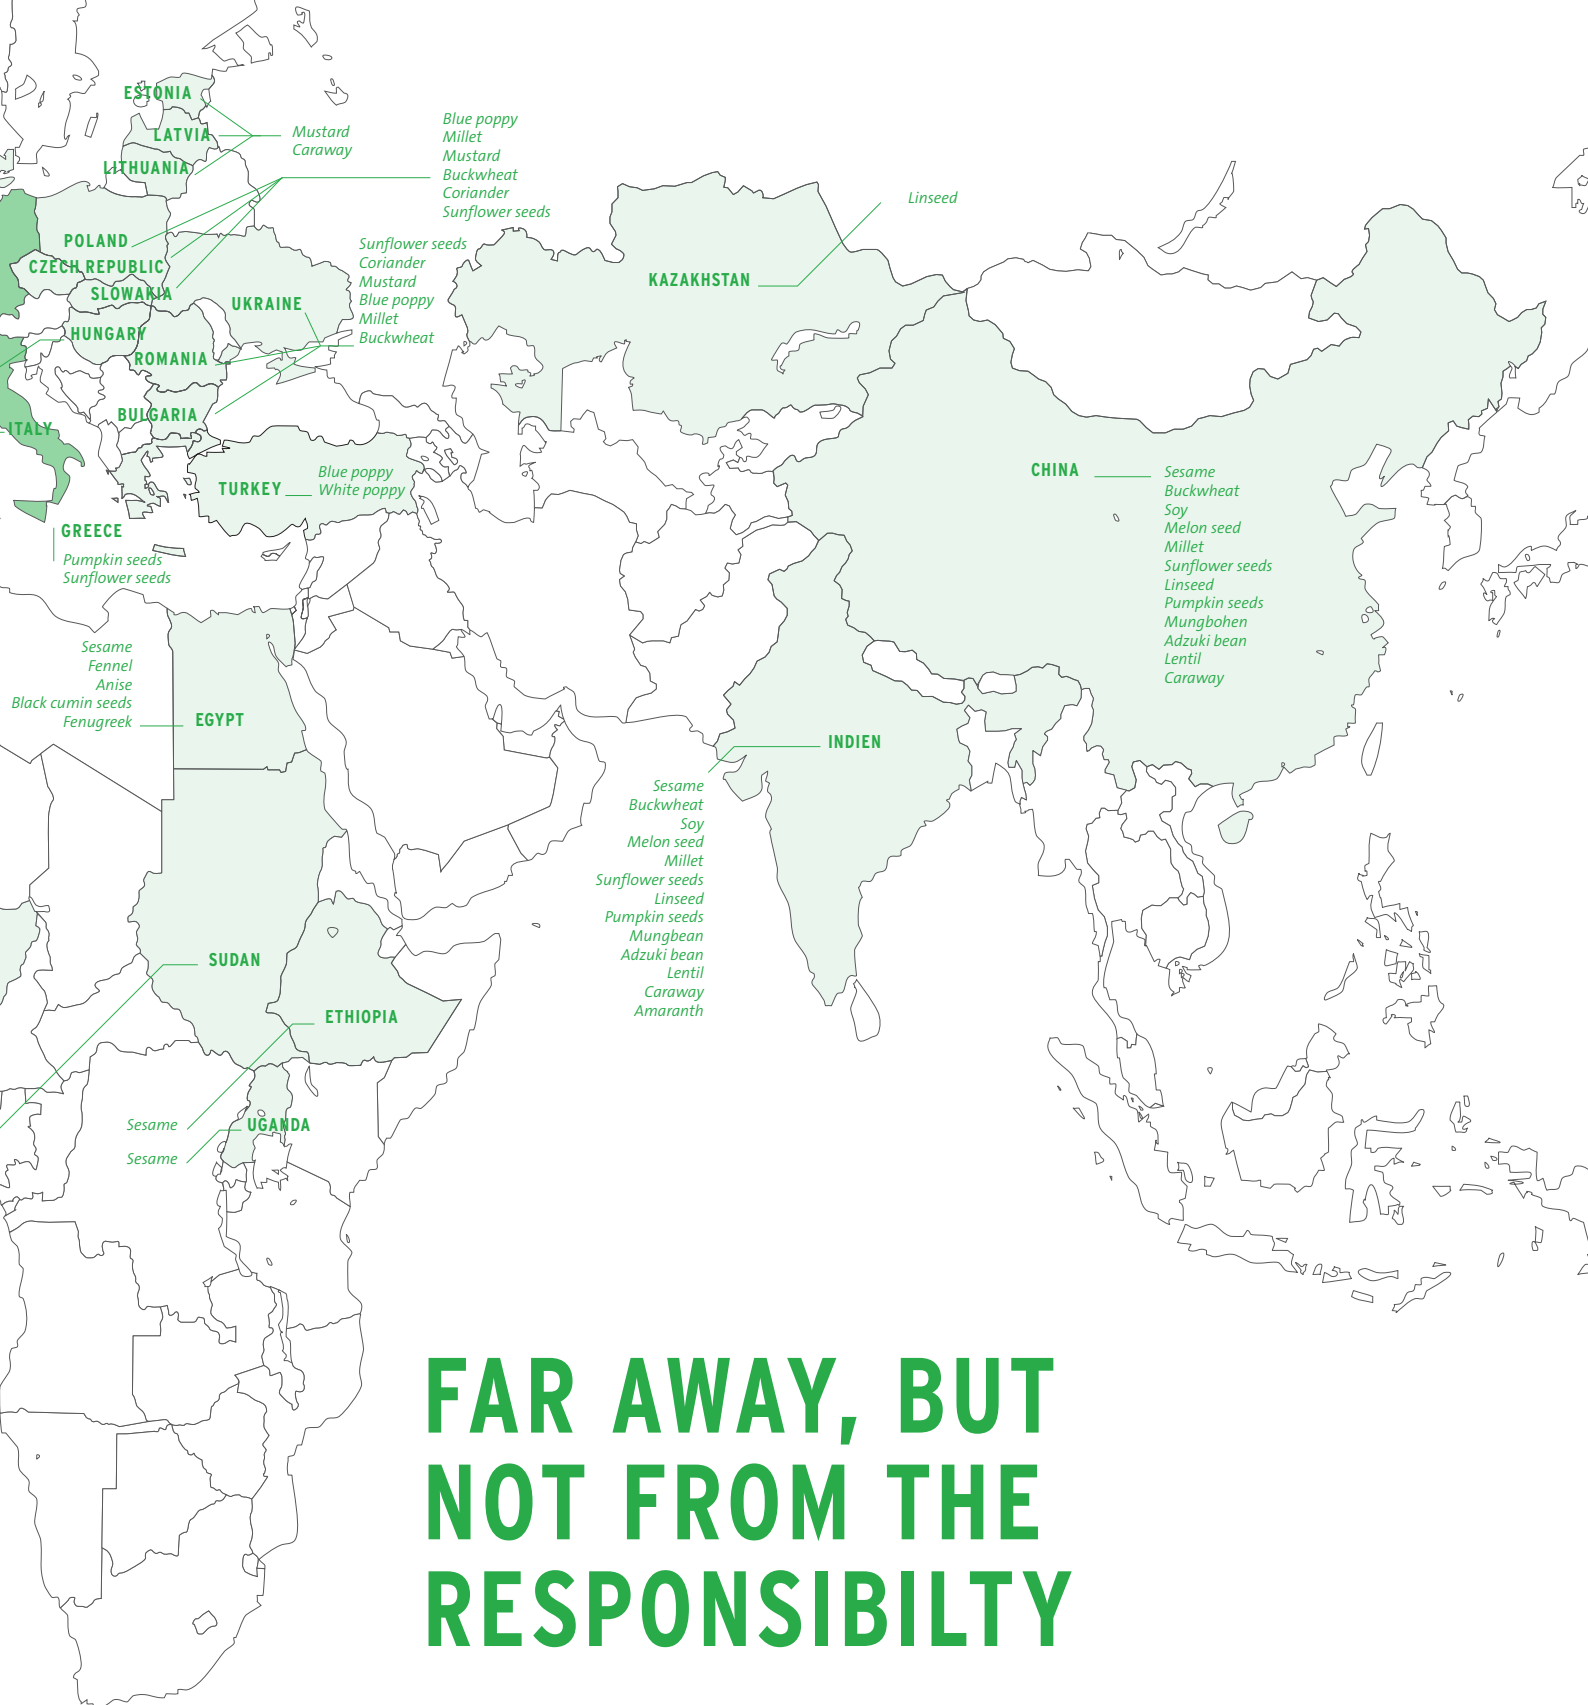 ESTONIA
LATVIA
LITHUANIA
Mustard
Caraway
Blue poppy
Millet
Mustard
Buckwheat
Coriander
Sunflower seeds
POLAND
CZECH REPUBLIC
SLOWAKIA
HUNGARY
UKRAINE
ROMANIA
BULGARIA
Sunflower seeds
Coriander
Mustard
Blue poppy
Millet
Buckwheat
ITALY
TURKEY
Blue poppy
White poppy
GREECE
Pumpkin seeds
Sunflower seeds
KAZAKHSTAN
Linseed
CHINA
Sesame
Buckwheat
Soy
Melon seed
Millet
Sunflower seeds
Linseed
Pumpkin seeds
Mungbohen
Adzuki bean
Lentil
Caraway
Sesame
Fennel
Anise
Black cumin seeds
Fenugreek
EGYPT
INDIEN
Sesame
Buckwheat
Soy
Melon seed
Millet
Sunflower seeds
Linseed
Pumpkin seeds
Mungbean
Adzuki bean
Lentil
Caraway
Amaranth
SUDAN
ETHIOPIA
Sesame
UGANDA
Sesame
FAR AWAY, BUT
NOT FROM THE
RESPONSIBILTY